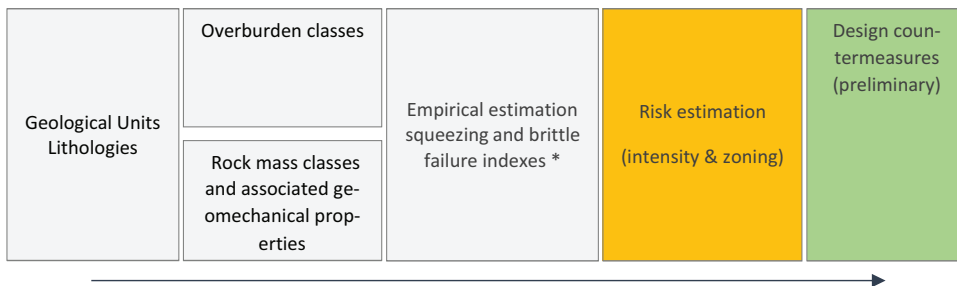 Geological Units
Lithologies
Overburden classes
Rock mass classes
and associated ge-
omechanical prop-
erties
Empirical estimation
squeezing and brittle
failure indexes *
Risk estimation
(intensity & zoning)
Design coun-
termeasures
(preliminary)